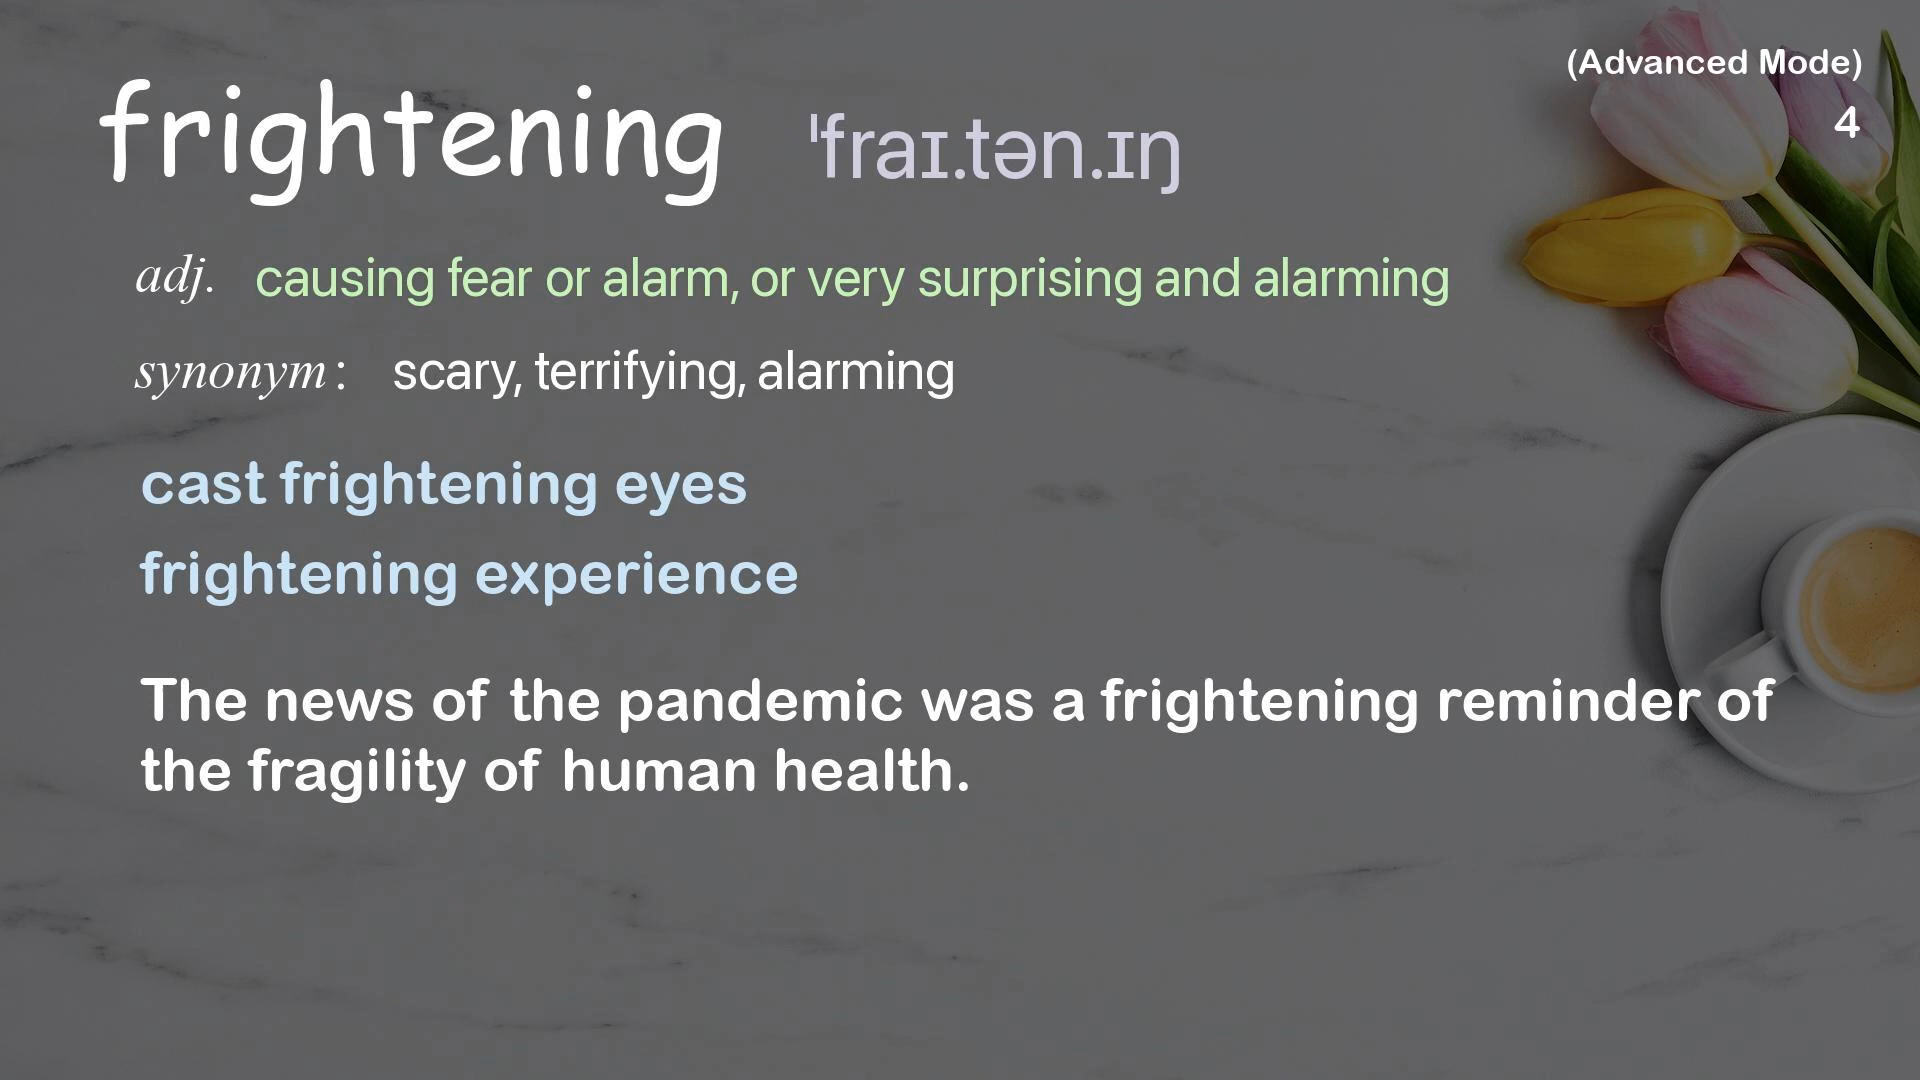 (Advanced Mode)
4
frightening ˈfraɪ.tən.ɪŋ
adj. causing fear or alarm, or very surprising and alarming
synonym: scary, terrifying, alarming
cast frightening eyes
frightening experience
The news of the pandemic was a frightening reminder of
the fragility of human health.